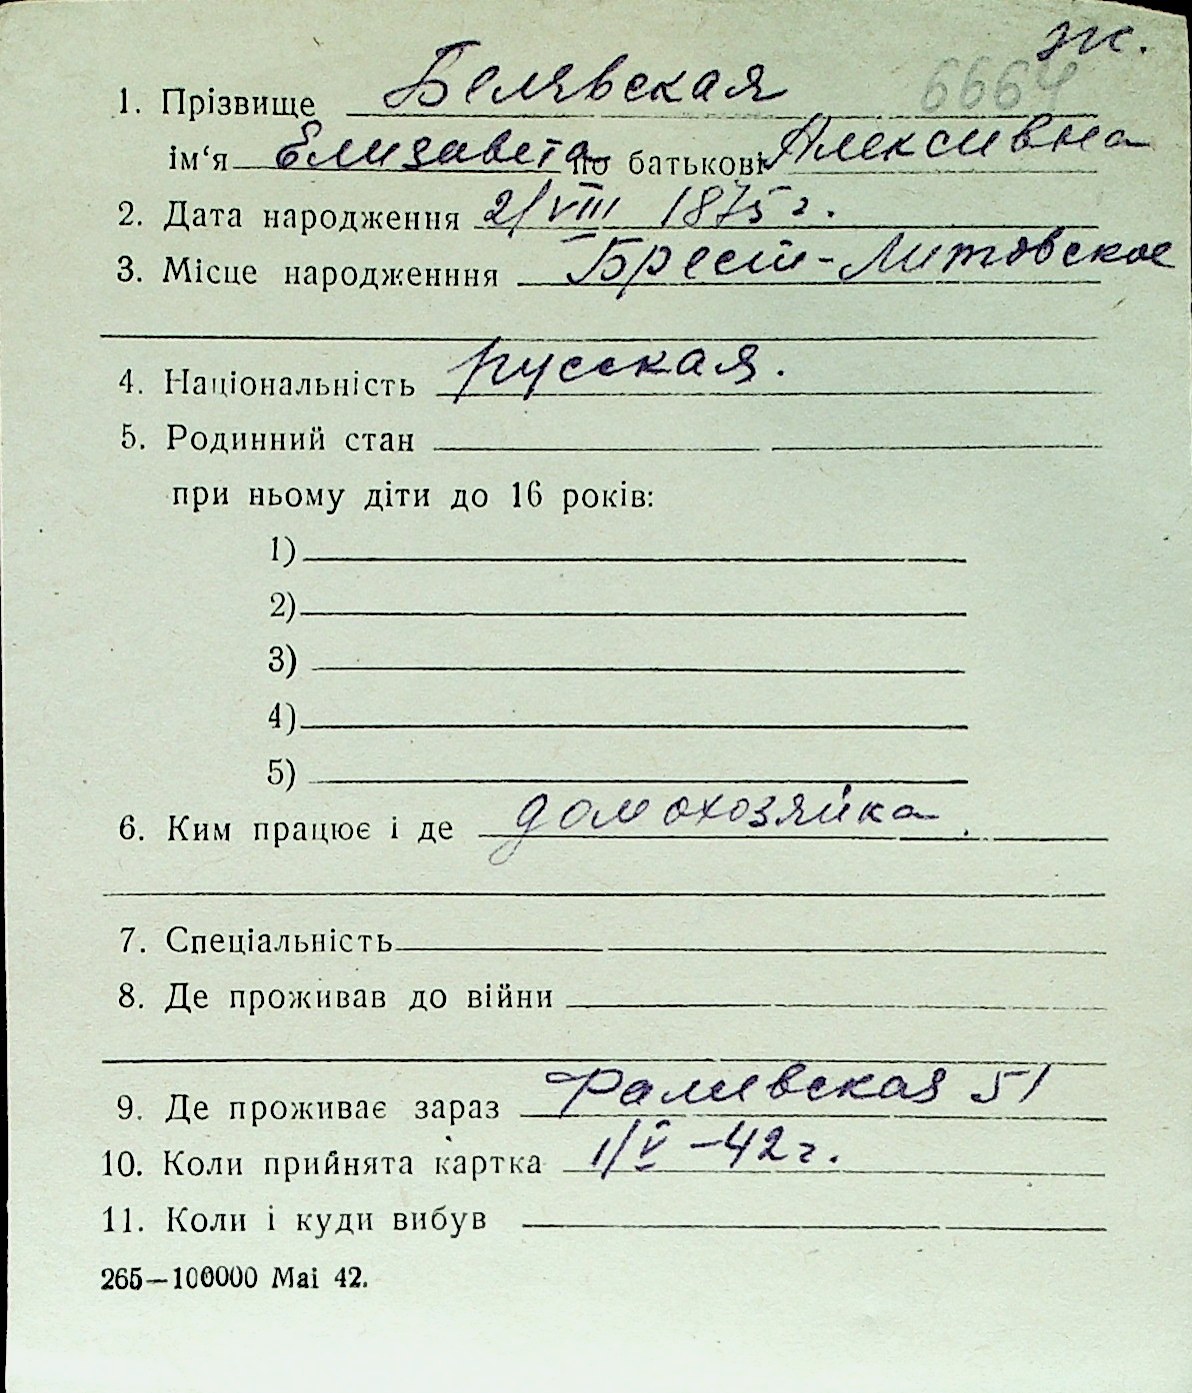 ж.
6664
1. Прізвище Белявская
ім‘я Елизавета по батькові Алексивна
2. Дата народження 2/VIII 1875 г.
3. Місце народженння Брест-Литовское
4. Національність русская.
5. Родинний стан
при ньому діти до 16 років:
1)
2)
3)
4)
5)
6. Ким працює і де домохозяйка.
7. Спеціальність
8. Де проживав до війни
9. Де проживає зараз 51
10. Коли прийнята картка 1/V – 42 г.
11. Коли і куди вибув
265—100000 Mai 42.